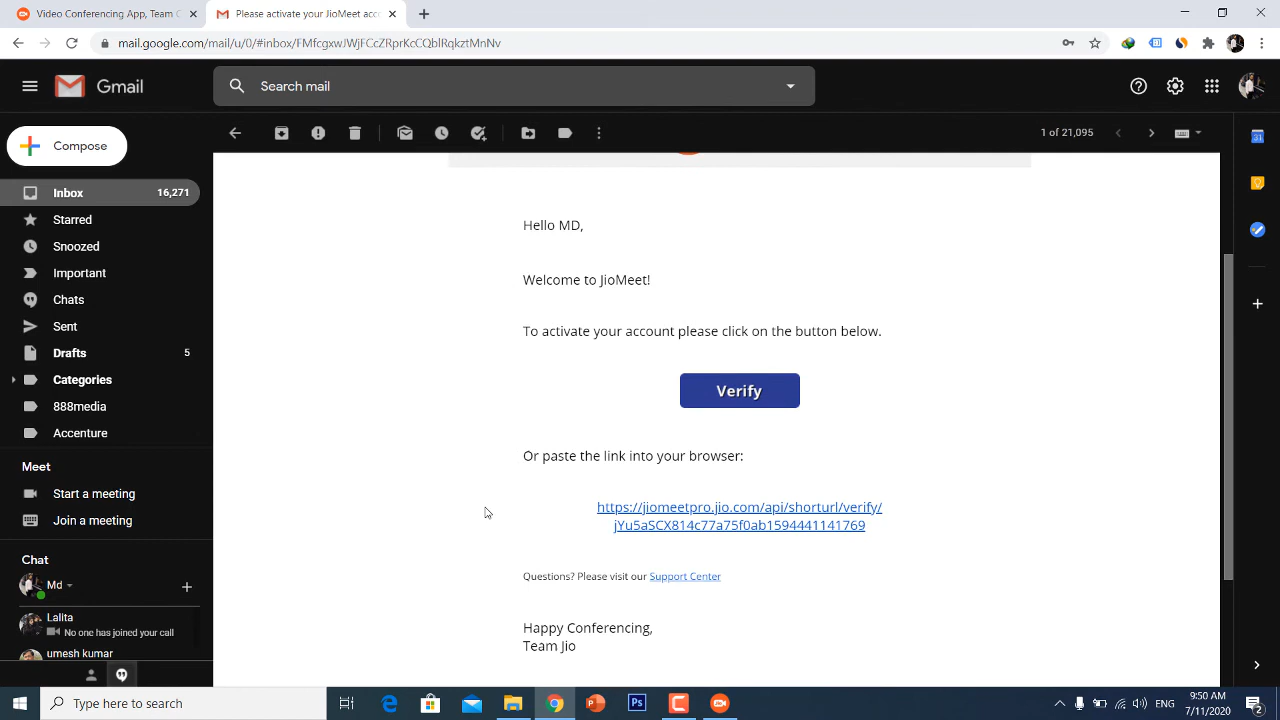 Video Conferencing App, Team C
Please activate your JioMeet acc
mail.google.com/mail/u/0/#inbox/FMfcgxwJWjFCcZRprKcCQblRqkztMnNv
Gmail
Search mail
Compose
1 of 21,095
Inbox 16,271
Starred
Snoozed
Important
Chats
Sent
Drafts 5
Categories
888media
Accenture
Meet
Start a meeting
Join a meeting
Chat
Md
Lalita
No one has joined your call
umesh kumar
Hello MD,
Welcome to JioMeet!
To activate your account please click on the button below.
Verify
Or paste the link into your browser:
https://jiomeetpro.jio.com/api/shorturl/verify/
jYu5aSCX814c77a75f0ab1594441141769
Questions? Please visit our Support Center
Happy Conferencing,
Team Jio
Type here to search
Ps
ENG
9:50 AM
7/11/2020
2